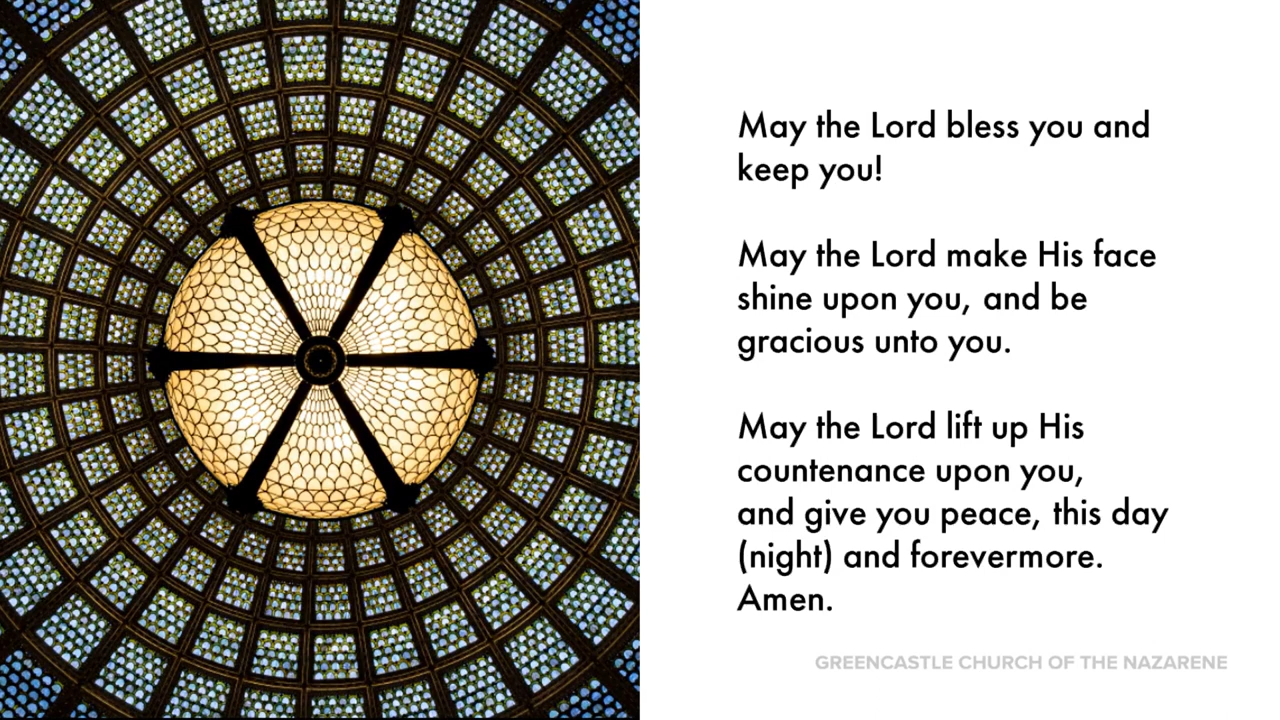 May the Lord bless you and
keep you!
May the Lord make His face
shine upon you, and be
gracious unto you.
May the Lord lift up His
countenance upon you,
and give you peace, this day
(night) and forevermore.
Amen.
GREENCASTLE CHURCH OF THE NAZARENE